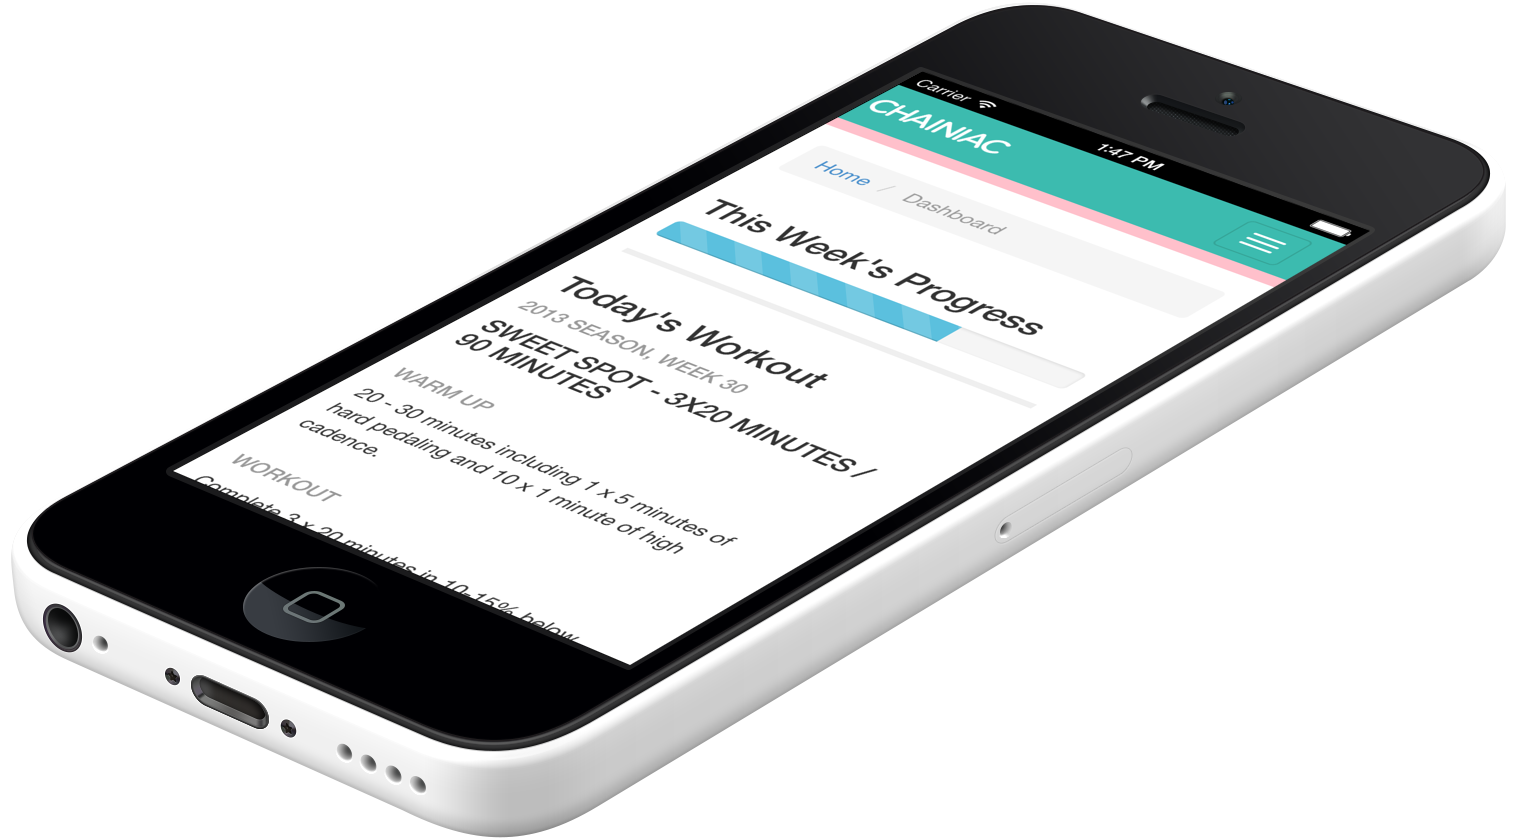 Carrier 1:47 PM
CHAINIAC
Home / Dashboard
This Week's Progress
Today's Workout
2013 SEASON, WEEK 30
SWEET SPOT - 3X20 MINUTES /
90 MINUTES
WARM UP
20 - 30 minutes including 1 x 5 minutes of
hard pedaling and 10 x 1 minute of high
cadence.
WORKOUT
Complete 3 x 20 minutes in 10-15% below